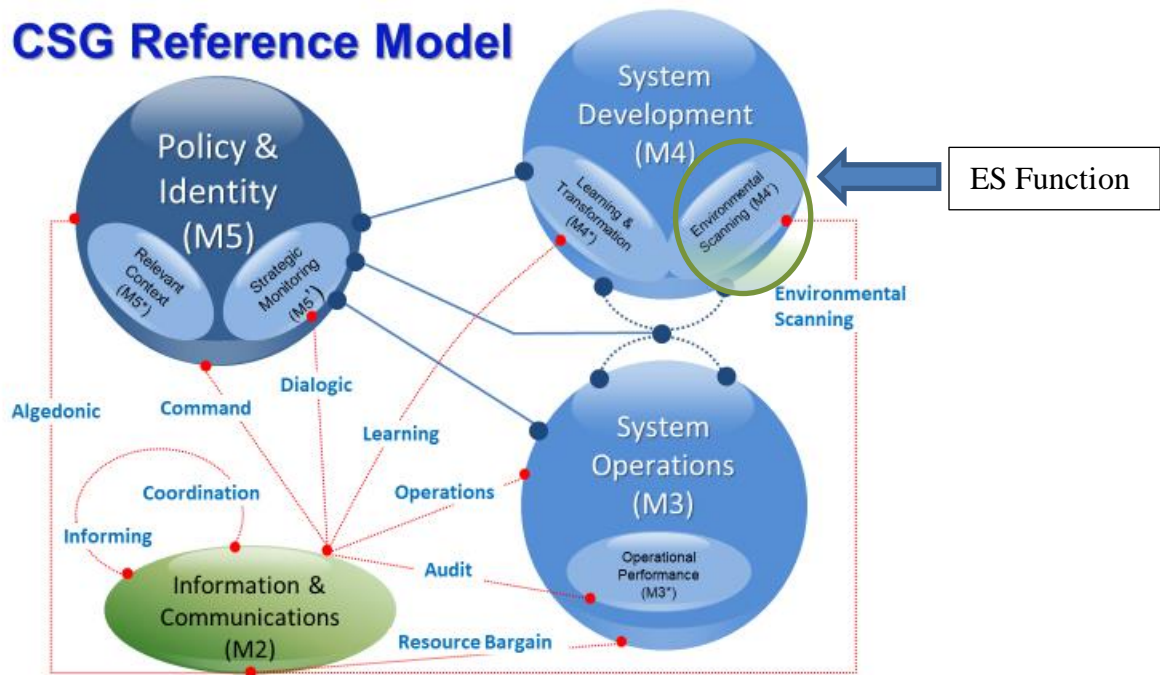 CSG Reference Model
Policy &
Identity
(M5)
Relevant
Context
(M5*)
Strategic
Monitoring
(M5')
System
Development
(M4)
Learning &
Transformation
(M4*)
Environmental
Scanning (M4')
ES Function
Environmental
Scanning
Algedonic
Command
Dialogic
Learning
Operations
Coordination
Informing
Audit
Resource Bargain
System
Operations
(M3)
Operational
Performance
(M3*)
Information &
Communications
(M2)